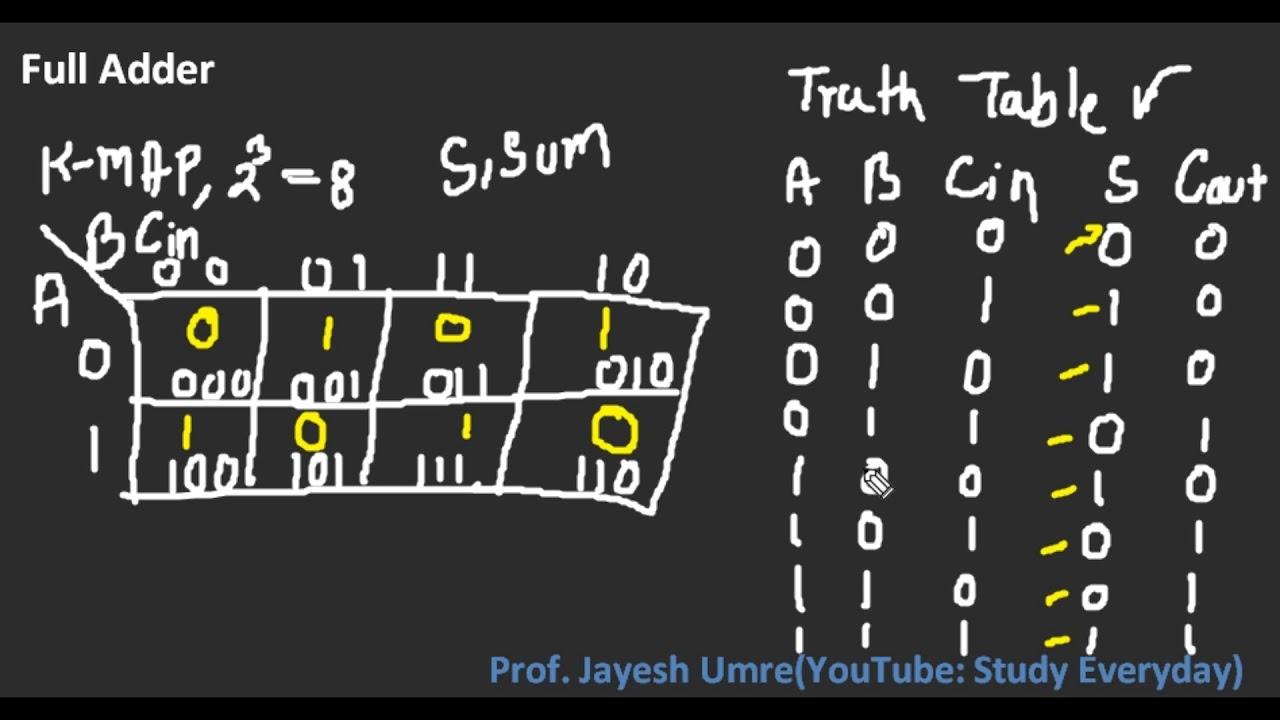 Full Adder
K-MAP, 2³ = 8 S, Sum
B Cin
A 00 01 11 10
0 0 1 0 1
000 001 011 010
1 1 0 1 0
100 101 111 110
Truth Table ✓
A B Cin S Cout
0 0 0 0 0
0 0 1 1 0
0 1 0 1 0
0 1 1 0 1
1 0 0 1 0
1 0 1 0 1
1 1 0 0 1
1 1 1 1 1
Prof. Jayesh Umre(YouTube: Study Everyday)